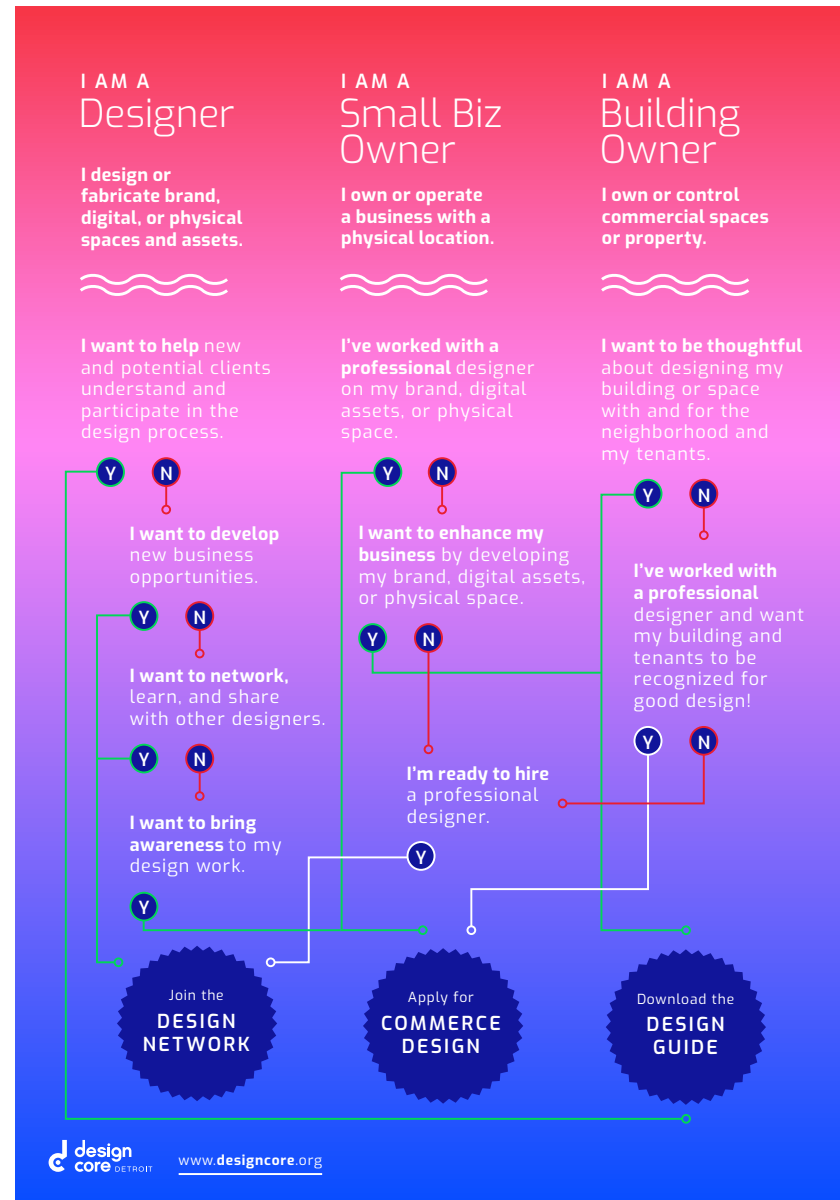 I AM A
Designer
I design or
fabricate brand,
digital, or physical
spaces and assets.
I want to help new
and potential clients
understand and
participate in the
design process.
Y N
I want to develop
new business
opportunities.
Y N
I want to network,
learn, and share
with other designers.
Y N
I want to bring
awareness to my
design work.
Y
I AM A
Small Biz
Owner
I own or operate
a business with a
physical location.
I've worked with a
professional designer
on my brand, digital
assets, or physical
space.
Y N
I want to enhance my
business by developing
my brand, digital assets,
or physical space.
Y N
I'm ready to hire
a professional
designer.
Y
I AM A
Building
Owner
I own or control
commercial spaces
or property.
I want to be thoughtful
about designing my
building or space
with and for the
neighborhood and
my tenants.
Y N
I've worked with
a professional
designer and want
my building and
tenants to be
recognized for
good design!
Y N
Join the
DESIGN
NETWORK
Apply for
COMMERCE
DESIGN
Download the
DESIGN
GUIDE
design
core DETROIT
www.designcore.org